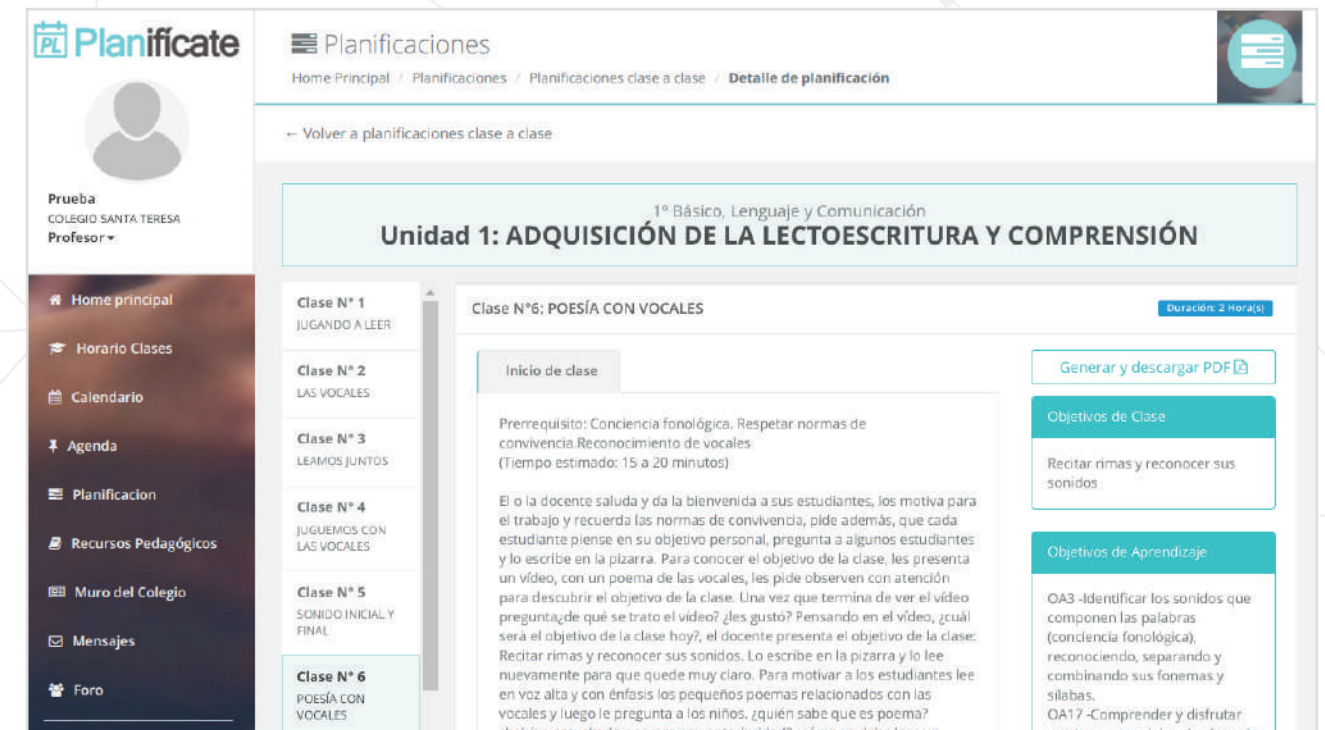 PL Planifícate
Prueba
COLEGIO SANTA TERESA
Profesor
Home principal
Horario Clases
Calendario
Agenda
Planificacion
Recursos Pedagógicos
Muro del Colegio
Mensajes
Foro
Planificaciones
Home Principal / Planificaciones / Planificaciones clase a clase / Detalle de planificación
← Volver a planificaciones clase a clase
1º Básico, Lenguaje y Comunicación
Unidad 1: ADQUISICIÓN DE LA LECTOESCRITURA Y COMPRENSIÓN
Clase N° 1
JUGANDO A LEER
Clase N° 2
LAS VOCALES
Clase N° 3
LEAMOS JUNTOS
Clase N° 4
JUGUEMOS CON
LAS VOCALES
Clase N° 5
SONIDO INICIAL Y
FINAL
Clase N° 6
POESÍA CON
VOCALES
Clase N°6: POESÍA CON VOCALES
Duración: 2 Hora(s)
Inicio de clase
Prerrequisito: Conciencia fonológica. Respetar normas de
convivencia.Reconocimiento de vocales
(Tiempo estimado: 15 a 20 minutos)
El o la docente saluda y da la bienvenida a sus estudiantes, los motiva para
el trabajo y recuerda las normas de convivencia, pide además, que cada
estudiante piense en su objetivo personal, pregunta a algunos estudiantes
y lo escribe en la pizarra. Para conocer el objetivo de la clase, les presenta
un vídeo, con un poema de las vocales, les pide observen con atención
para descubrir el objetivo de la clase. Una vez que termina de ver el vídeo
pregunta¿de qué se trato el vídeo? ¿les gustó? Pensando en el vídeo, ¿cuál
será el objetivo de la clase hoy?, el docente presenta el objetivo de la clase:
Recitar rimas y reconocer sus sonidos. Lo escribe en la pizarra y lo lee
nuevamente para que quede muy claro. Para motivar a los estudiantes lee
en voz alta y con énfasis los pequeños poemas relacionados con las
vocales y luego le pregunta a los niños. ¿quién sabe que es poema?
Generar y descargar PDF
Objetivos de Clase
Recitar rimas y reconocer sus
sonidos
Objetivos de Aprendizaje
OA3 -Identificar los sonidos que
componen las palabras
(conciencia fonológica),
reconociendo, separando y
combinando sus fonemas y
sílabas.
OA17 -Comprender y disfrutar